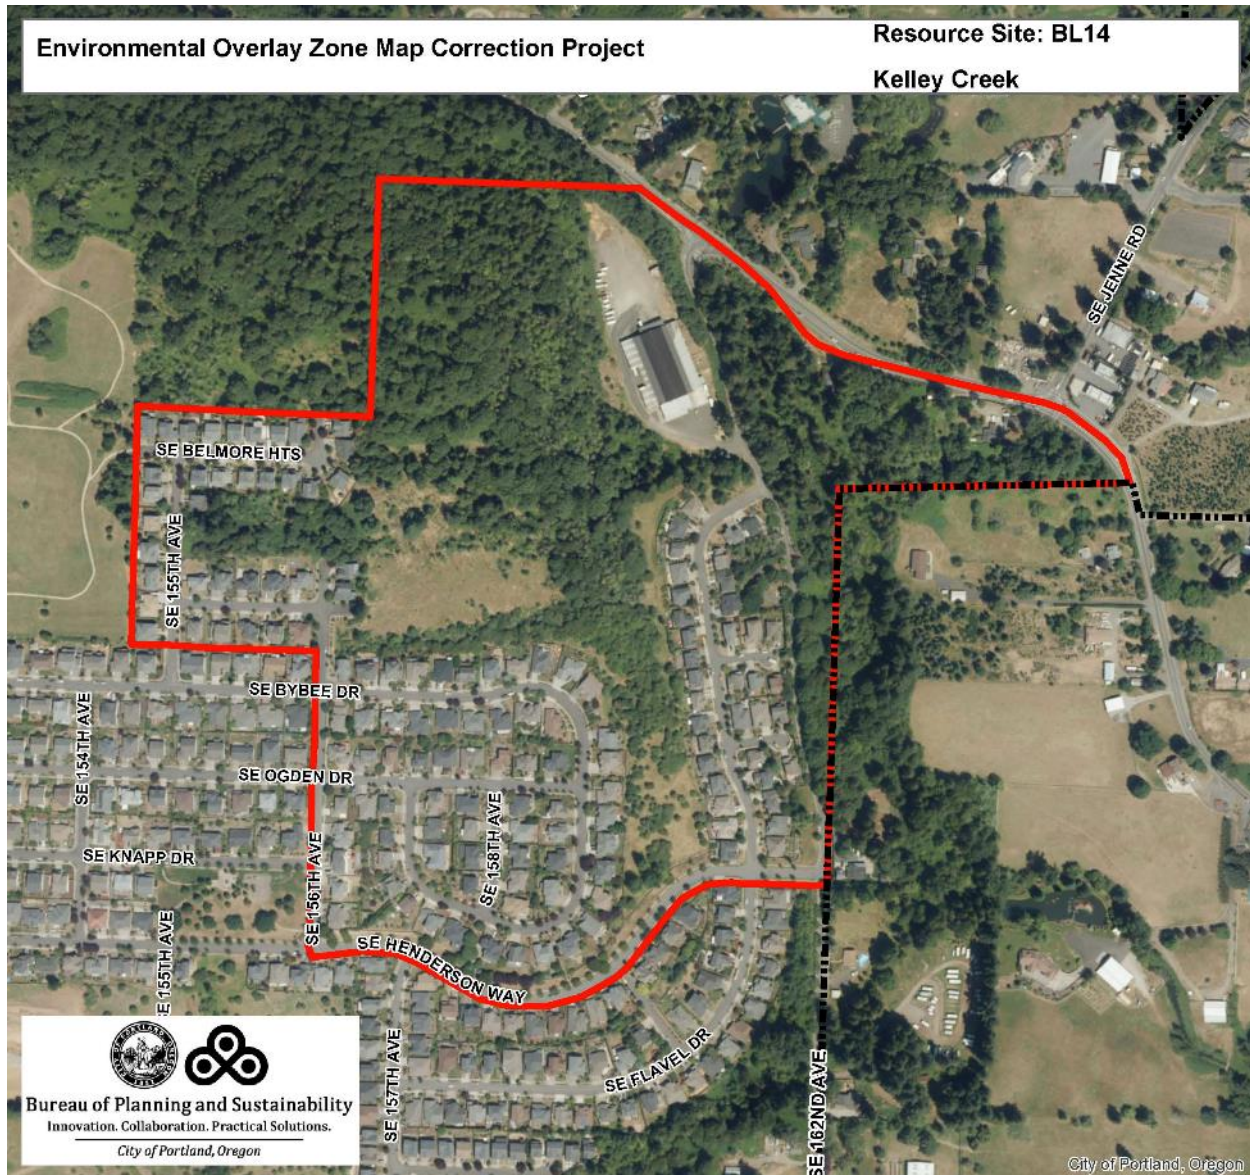 Environmental Overlay Zone Map Correction Project
Resource Site: BL14
Kelley Creek
SE JENNE RD
SE BELMORE HTS
SE 155TH AVE
SE BYBEE DR
SE 154TH AVE
SE OGDEN DR
SE 158TH AVE
SE KNAPP DR
SE 156TH AVE
SE 155TH AVE
SE HENDERSON WAY
SE 157TH AVE
SE FLAVEL DR
SE 162ND AVE
Bureau of Planning and Sustainability
Innovation. Collaboration. Practical Solutions.
City of Portland, Oregon
City of Portland, Oregon